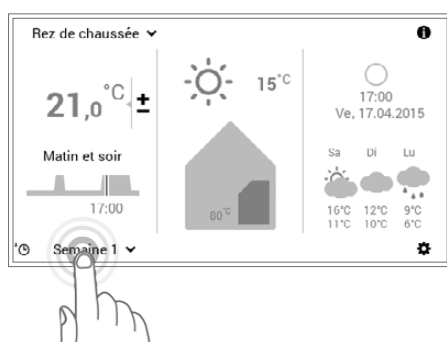 Rez de chaussée
21,0 °C ±
Matin et soir
17:00
Semaine 1
15°C
80°C
17:00
Ve, 17.04.2015
Sa Di Lu
16°C 12°C 9°C
11°C 10°C 6°C